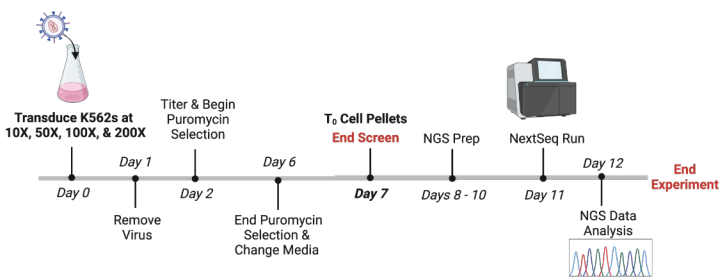 Transduce K562s at
10X, 50X, 100X, & 200X
Day 0
Day 1
Remove
Virus
Titer & Begin
Puromycin
Selection
Day 2
Day 6
End Puromycin
Selection &
Change Media
T₀ Cell Pellets
End Screen
Day 7
NGS Prep
Days 8 - 10
NextSeq Run
Day 11
Day 12
NGS Data
Analysis
End
Experiment